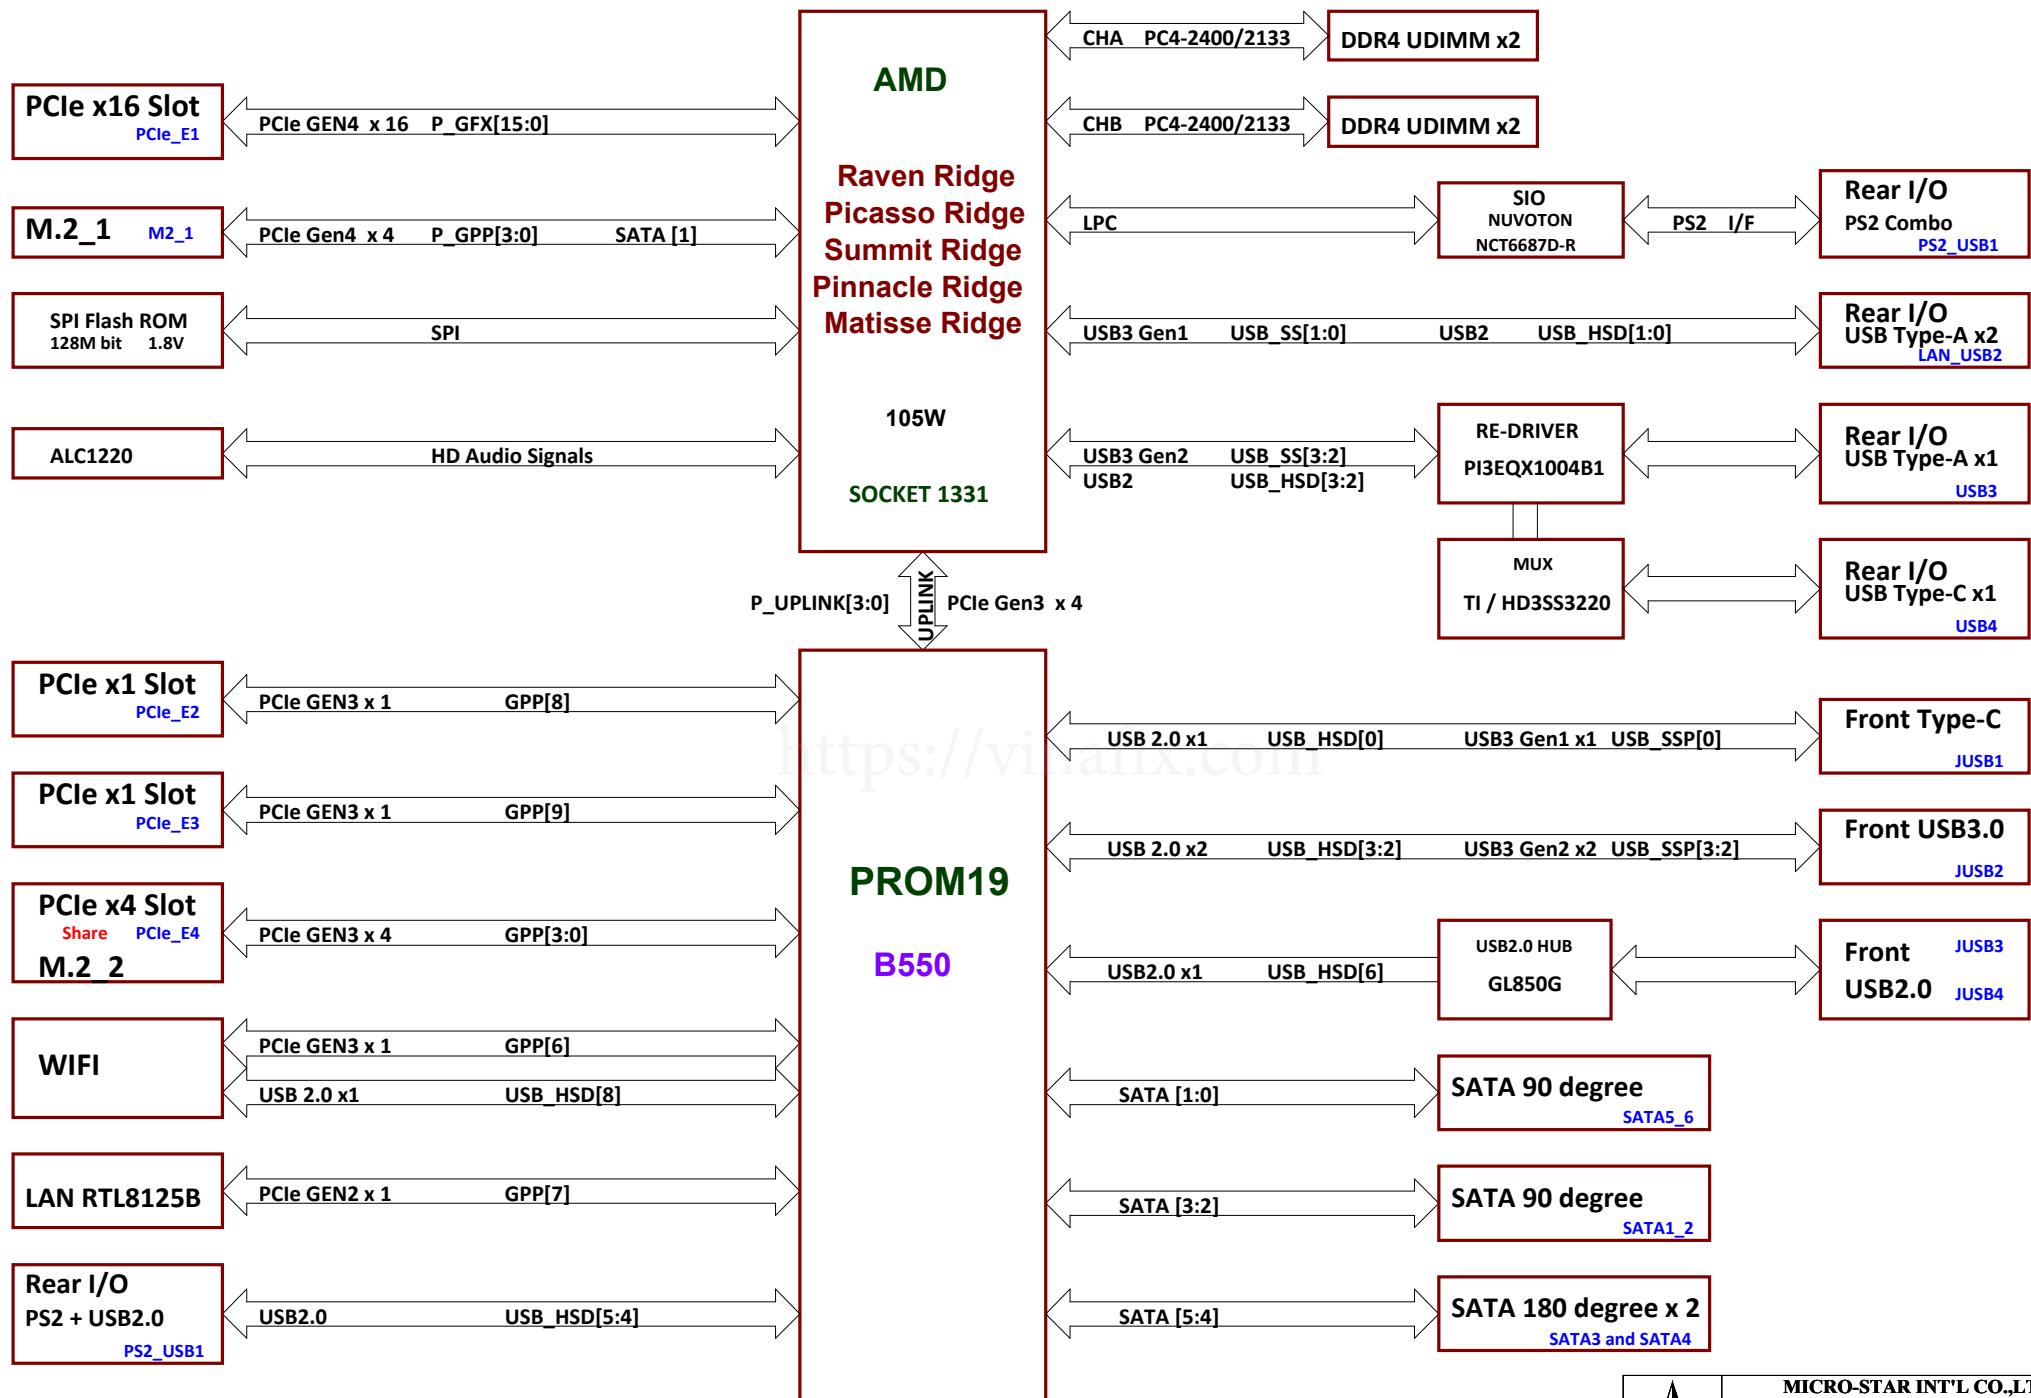 AMD
Raven Ridge
Picasso Ridge
Summit Ridge
Pinnacle Ridge
Matisse Ridge
105W
SOCKET 1331
CHA PC4-2400/2133
DDR4 UDIMM x2
CHB PC4-2400/2133
DDR4 UDIMM x2
PCIe x16 Slot
PCIe_E1
PCIe GEN4 x 16 P_GFX[15:0]
M.2_1 M2_1
PCIe Gen4 x 4 P_GPP[3:0] SATA [1]
SPI Flash ROM
128M bit 1.8V
SPI
ALC1220
HD Audio Signals
LPC
SIO
NUVOTON
NCT6687D-R
PS2 I/F
Rear I/O
PS2 Combo
PS2_USB1
USB3 Gen1 USB_SS[1:0] USB2 USB_HSD[1:0]
Rear I/O
USB Type-A x2
LAN_USB2
USB3 Gen2 USB_SS[3:2]
USB2 USB_HSD[3:2]
RE-DRIVER
PI3EQX1004B1
Rear I/O
USB Type-A x1
USB3
MUX
TI / HD3SS3220
Rear I/O
USB Type-C x1
USB4
P_UPLINK[3:0] UPLINK PCIe Gen3 x 4
PROM19
B550
PCIe x1 Slot
PCIe_E2
PCIe GEN3 x 1 GPP[8]
PCIe x1 Slot
PCIe_E3
PCIe GEN3 x 1 GPP[9]
PCIe x4 Slot
Share PCIe_E4
M.2_2
PCIe GEN3 x 4 GPP[3:0]
WIFI
PCIe GEN3 x 1 GPP[6]
USB 2.0 x1 USB_HSD[8]
LAN RTL8125B
PCIe GEN2 x 1 GPP[7]
Rear I/O
PS2 + USB2.0
PS2_USB1
USB2.0 USB_HSD[5:4]
USB 2.0 x1 USB_HSD[0] USB3 Gen1 x1 USB_SSP[0]
Front Type-C
JUSB1
USB 2.0 x2 USB_HSD[3:2] USB3 Gen2 x2 USB_SSP[3:2]
Front USB3.0
JUSB2
USB2.0 x1 USB_HSD[6]
USB2.0 HUB
GL850G
Front JUSB3
USB2.0 JUSB4
SATA [1:0]
SATA 90 degree
SATA5_6
SATA [3:2]
SATA 90 degree
SATA1_2
SATA [5:4]
SATA 180 degree x 2
SATA3 and SATA4
https://vinafix.com
MICRO-STAR INT'L CO.,LT